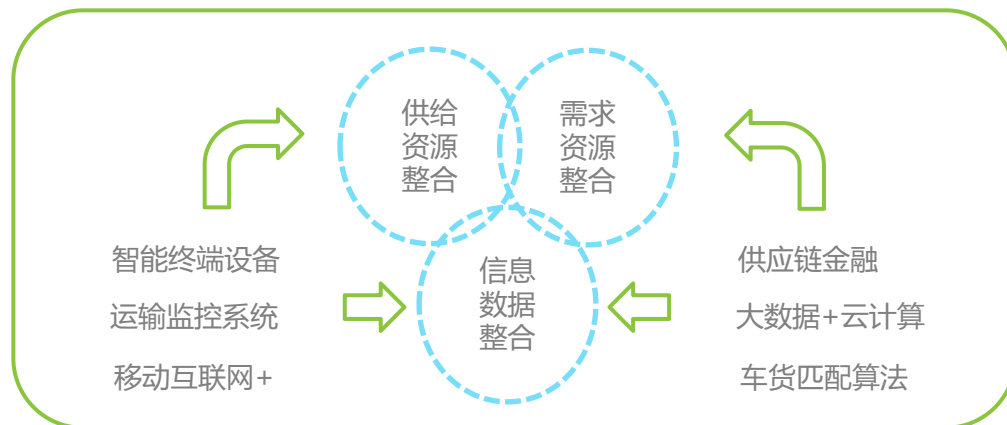 供给
资源
整合
需求
资源
整合
信息
数据
整合
智能终端设备
运输监控系统
移动互联网+
供应链金融
大数据+云计算
车货匹配算法